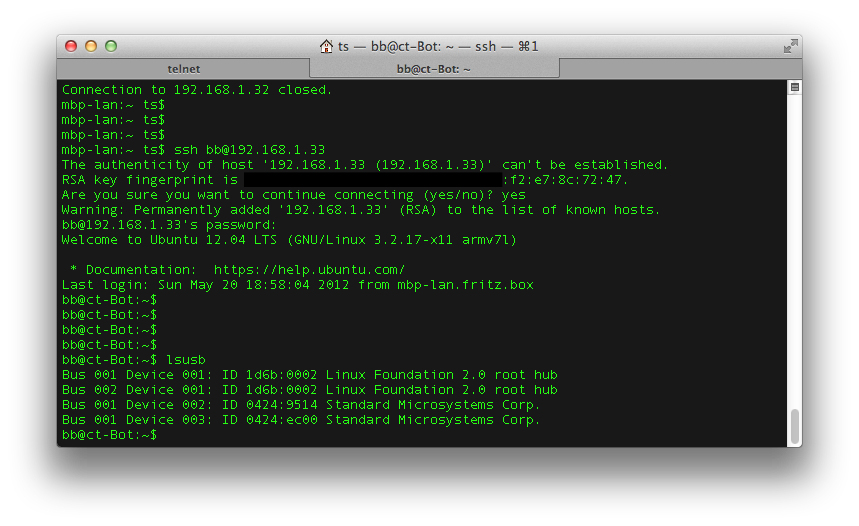 ts — bb@ct-Bot: ~ — ssh — ⌘1
telnet
bb@ct-Bot: ~
Connection to 192.168.1.32 closed.
mbp-lan:~ ts$
mbp-lan:~ ts$
mbp-lan:~ ts$
mbp-lan:~ ts$ ssh bb@192.168.1.33
The authenticity of host '192.168.1.33 (192.168.1.33)' can't be established.
RSA key fingerprint is :f2:e7:8c:72:47.
Are you sure you want to continue connecting (yes/no)? yes
Warning: Permanently added '192.168.1.33' (RSA) to the list of known hosts.
bb@192.168.1.33's password:
Welcome to Ubuntu 12.04 LTS (GNU/Linux 3.2.17-x11 armv7l)
* Documentation:  https://help.ubuntu.com/
Last login: Sun May 20 18:58:04 2012 from mbp-lan.fritz.box
bb@ct-Bot:~$
bb@ct-Bot:~$
bb@ct-Bot:~$
bb@ct-Bot:~$
bb@ct-Bot:~$ lsusb
Bus 001 Device 001: ID 1d6b:0002 Linux Foundation 2.0 root hub
Bus 002 Device 001: ID 1d6b:0002 Linux Foundation 2.0 root hub
Bus 001 Device 002: ID 0424:9514 Standard Microsystems Corp.
Bus 001 Device 003: ID 0424:ec00 Standard Microsystems Corp.
bb@ct-Bot:~$